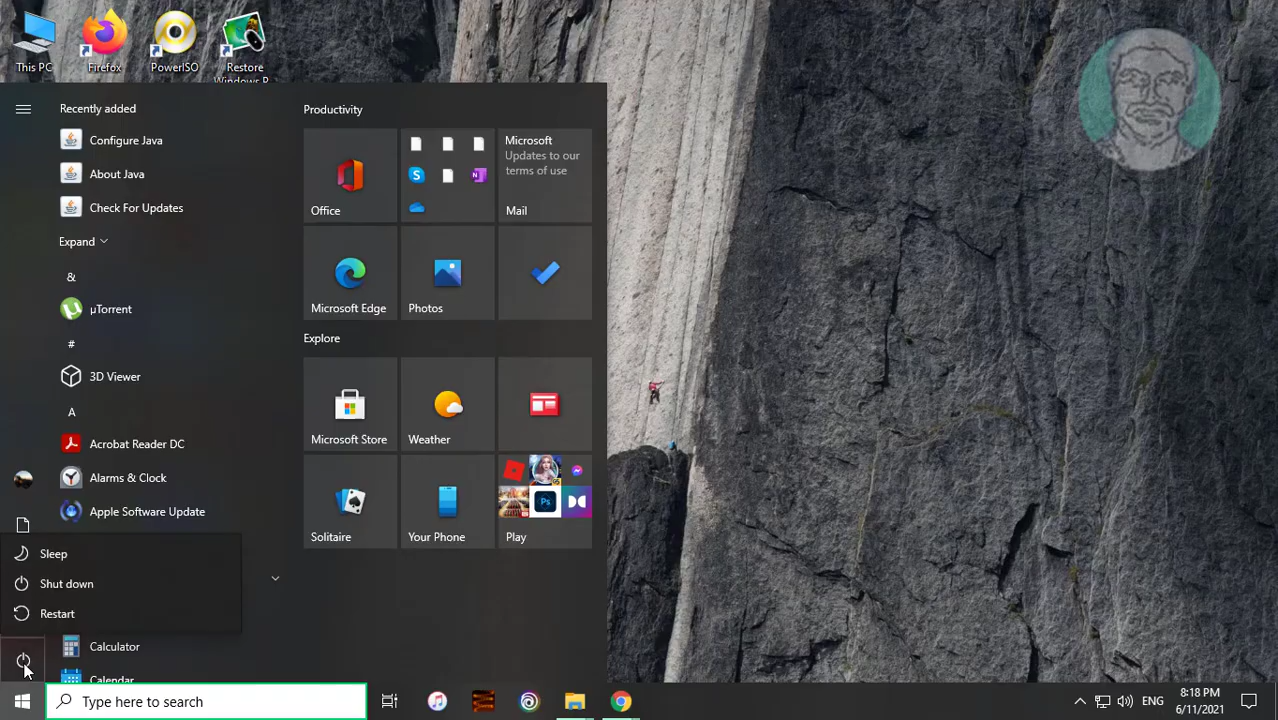 This PC
Firefox
PowerISO
Restore
Windows P
Recently added
Configure Java
About Java
Check For Updates
Expand
&
µTorrent
#
3D Viewer
A
Acrobat Reader DC
Alarms & Clock
Apple Software Update
Sleep
Shut down
Restart
Calculator
Calendar
Productivity
Office
Microsoft
Updates to our
terms of use
Mail
Microsoft Edge
Photos
Explore
Microsoft Store
Weather
Solitaire
Your Phone
Play
Type here to search
ENG
8:18 PM
6/11/2021